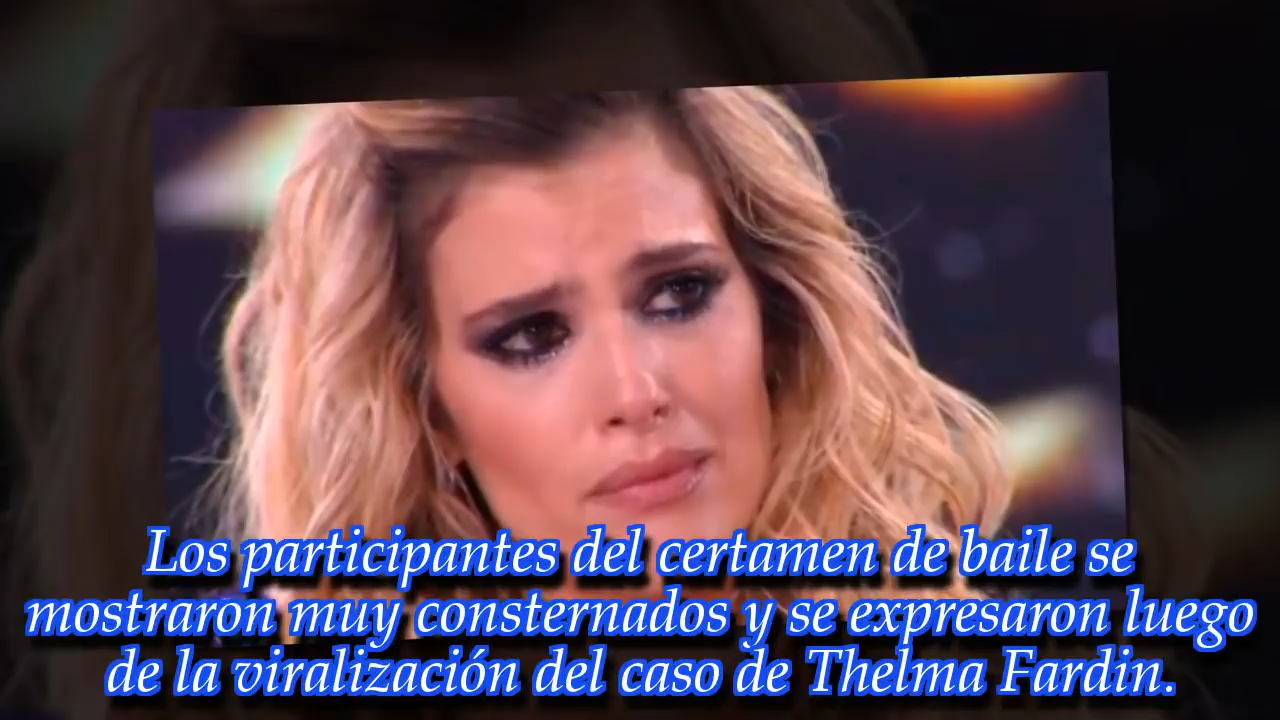 Los participantes del certamen de baile se
mostraron muy consternados y se expresaron luego
de la viralización del caso de Thelma Fardin.